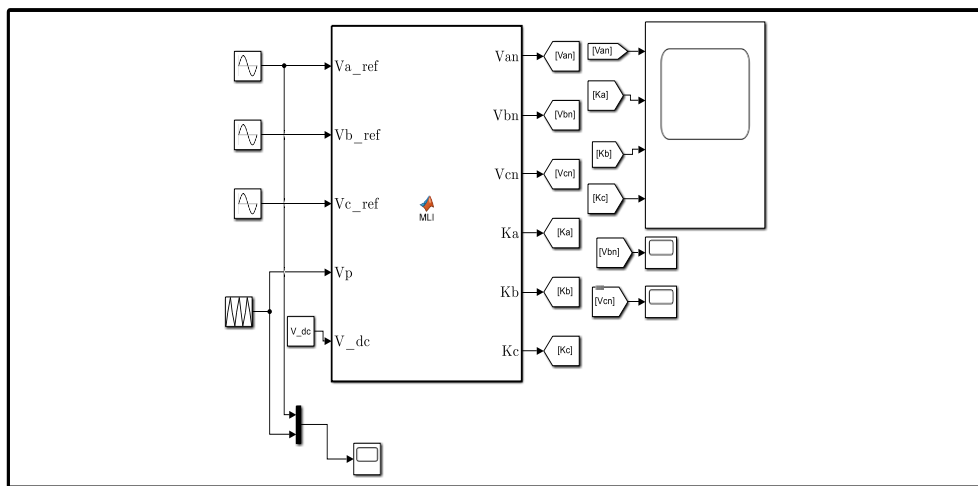 Va_ref
Vb_ref
Vc_ref
Vp
V_dc
V_dc
MLI
Van
Vbn
Vcn
Ka
Kb
Kc
[Van]
[Vbn]
[Vcn]
[Ka]
[Kb]
[Kc]
[Van]
[Ka]
[Kb]
[Kc]
[Vbn]
[Vcn]